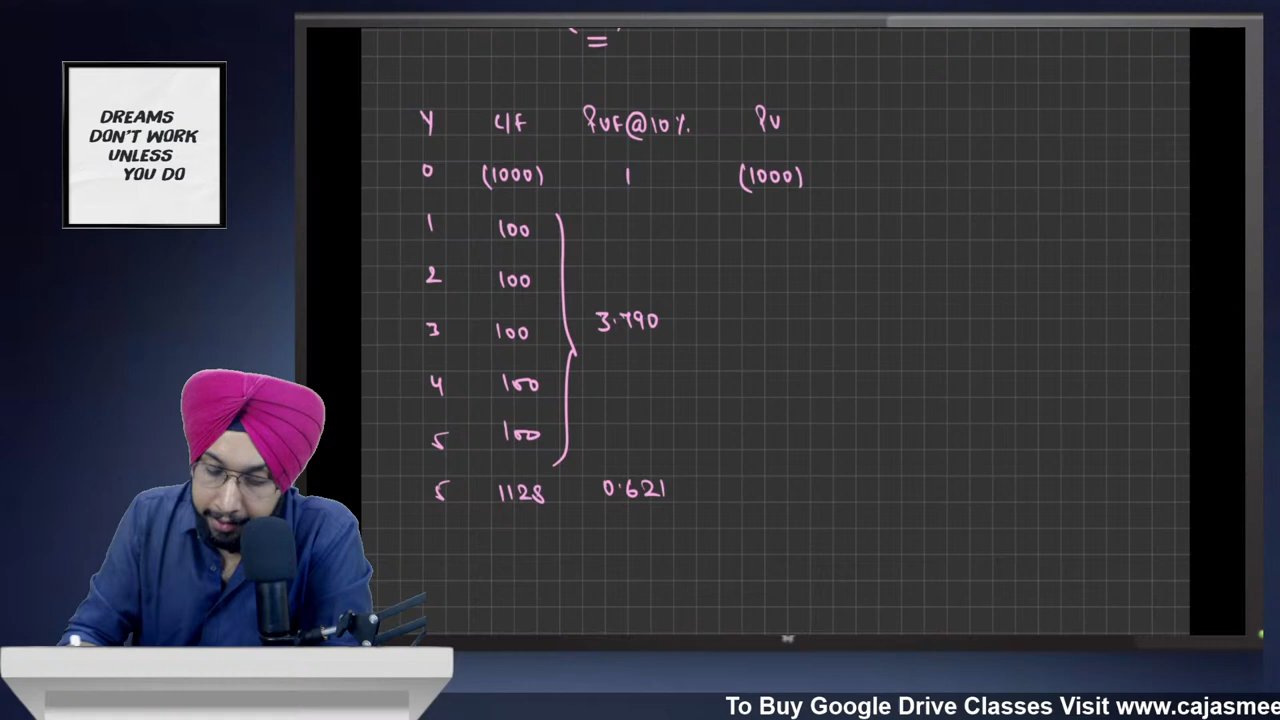 DREAMS
DON'T WORK
UNLESS
YOU DO
Y C/F PVF@10% PV
0 (1000) 1 (1000)
1 100
2 100
3 100
3.790
4 100
5 100
5 1128 0.621
To Buy Google Drive Classes Visit www.cajasmee